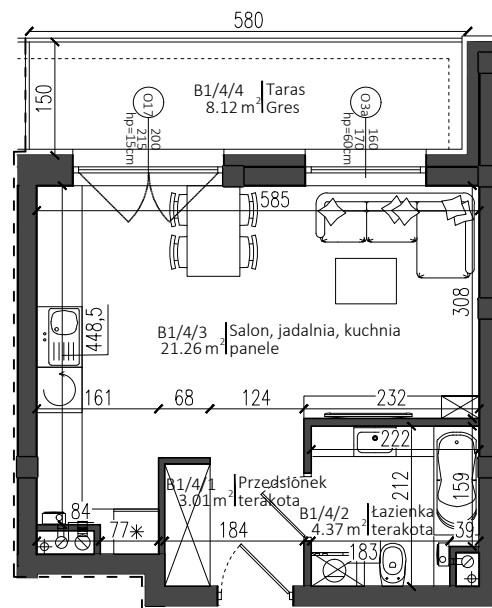 580
150
B1/4/4 Taras
8.12 m² Gres
O17
200
215
hp=15cm
O3a
160
170
hp=60cm
585
448,5
308
B1/4/3 Salon, jadalnia, kuchnia
21.26 m² panele
161 68 124 232
222
B1/4/1 Przedsionek
3.01 m² terakota
212
159
B1/4/2 Łazienka
4.37 m² terakota
84
77
184
183
39